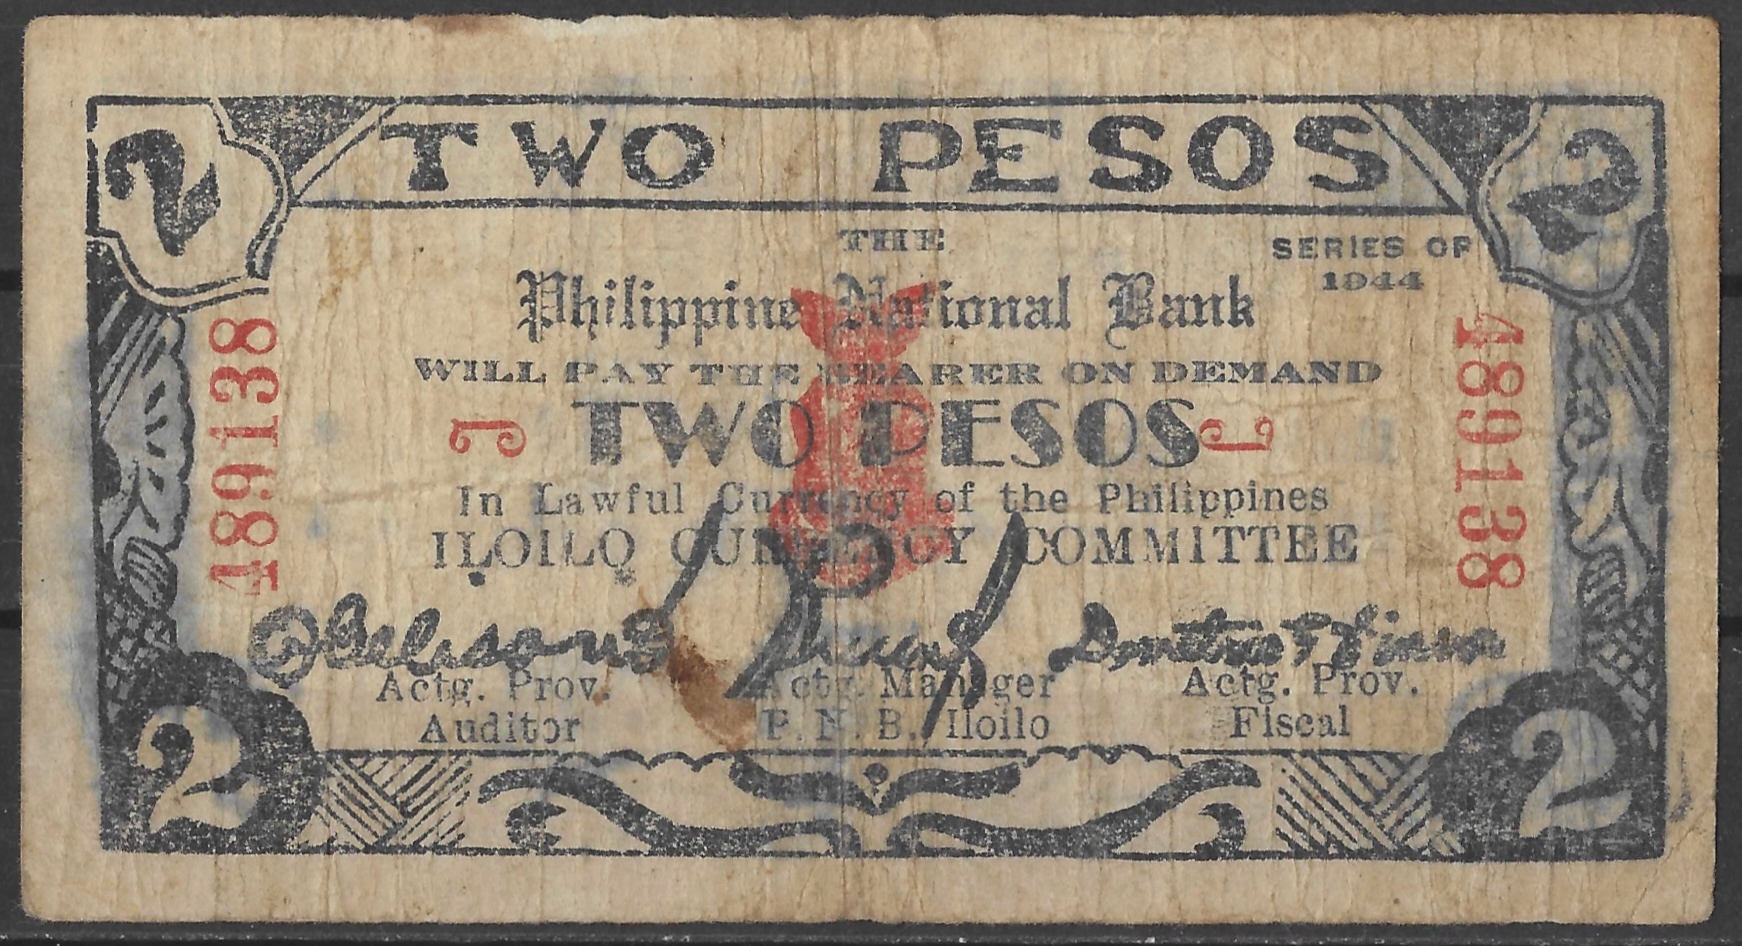 2 TWO PESOS 2
THE
SERIES OF
1944
Philippine National Bank
WILL PAY THE BEARER ON DEMAND
J TWO PESOS J
In Lawful Currency of the Philippines
ILOILO CURRENCY COMMITTEE
489138
489138
Actg. Prov.
Auditor
Actg. Manager
P. N. B. Iloilo
Actg. Prov.
Fiscal
2
2